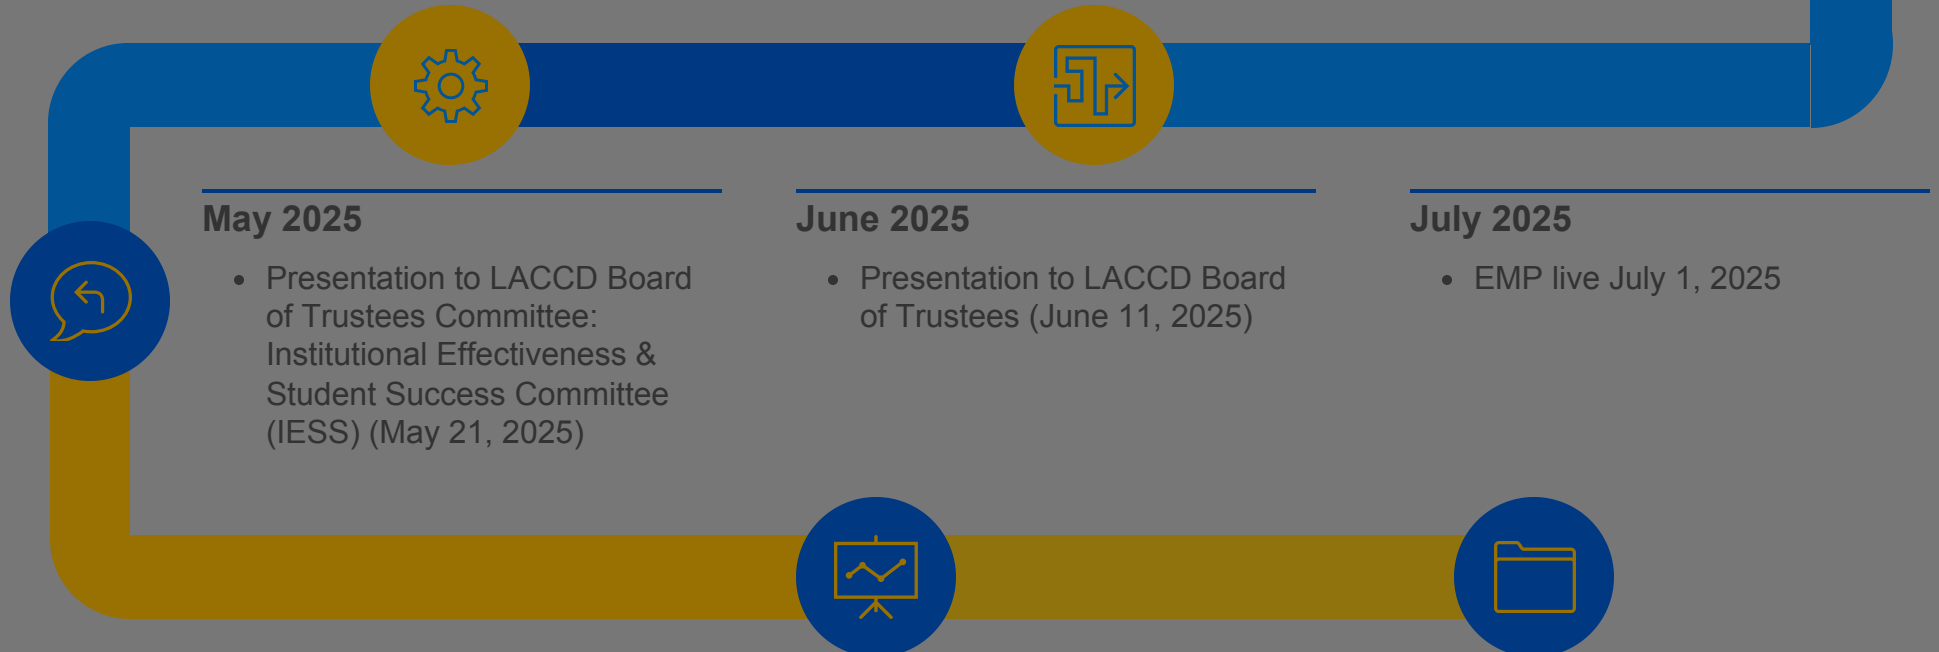 May 2025
• Presentation to LACCD Board
of Trustees Committee:
Institutional Effectiveness &
Student Success Committee
(IESS) (May 21, 2025)
June 2025
• Presentation to LACCD Board
of Trustees (June 11, 2025)
July 2025
• EMP live July 1, 2025